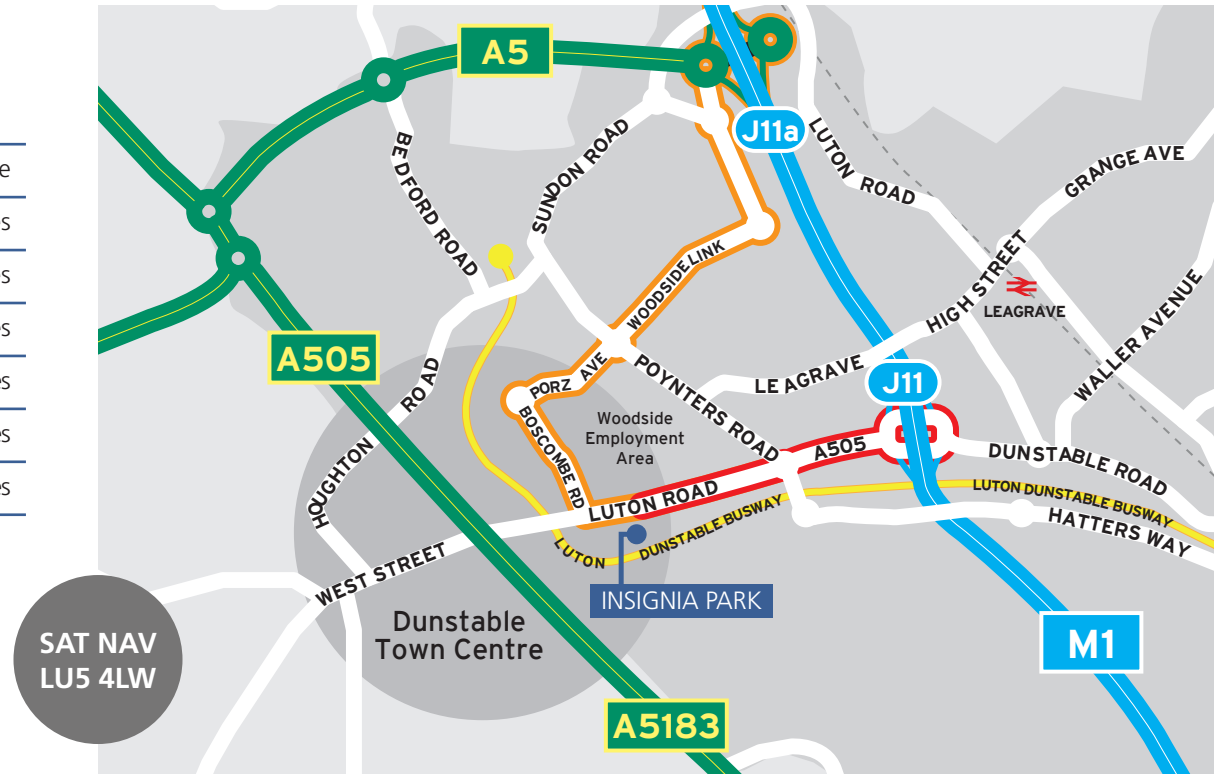 A5
J11a
LUTON ROAD
GRANGE AVE
BEDFORD ROAD
SUNDON ROAD
WOODSIDE LINK
HIGH STREET
LEAGRAVE
WALLER AVENUE
A505
HOUGHTON ROAD
PORZ AVE
POYNTERS ROAD
LEAGRAVE
J11
BOSCOMBE RD
Woodside
Employment
Area
A505
DUNSTABLE ROAD
LUTON ROAD
LUTON DUNSTABLE BUSWAY
LUTON DUNSTABLE BUSWAY
HATTERS WAY
WEST STREET
INSIGNIA PARK
Dunstable
Town Centre
SAT NAV
LU5 4LW
M1
A5183